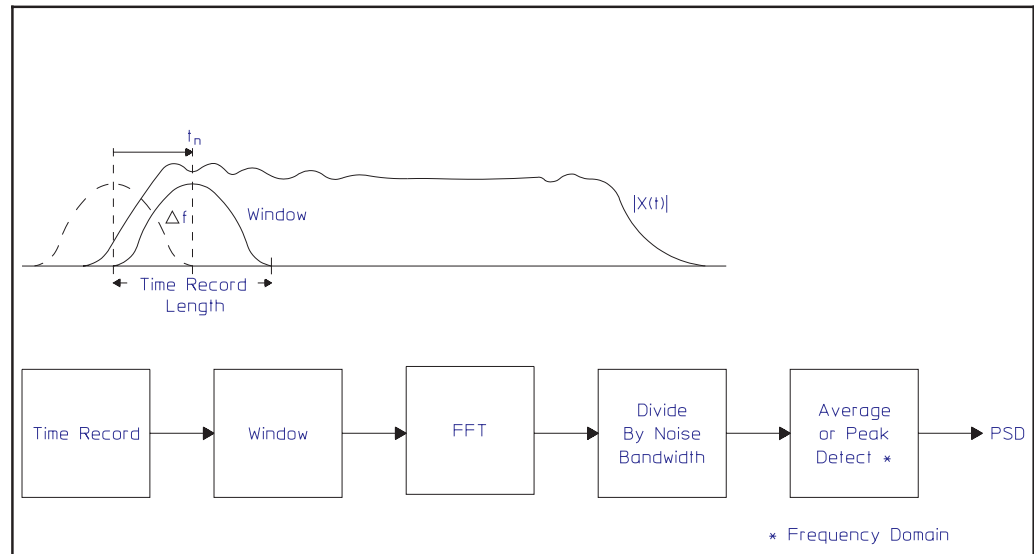 tn
Δf
Window
|X(t)|
Time Record
Length
Time Record
Window
FFT
Divide
By Noise
Bandwidth
Average
or Peak
Detect *
PSD
* Frequency Domain